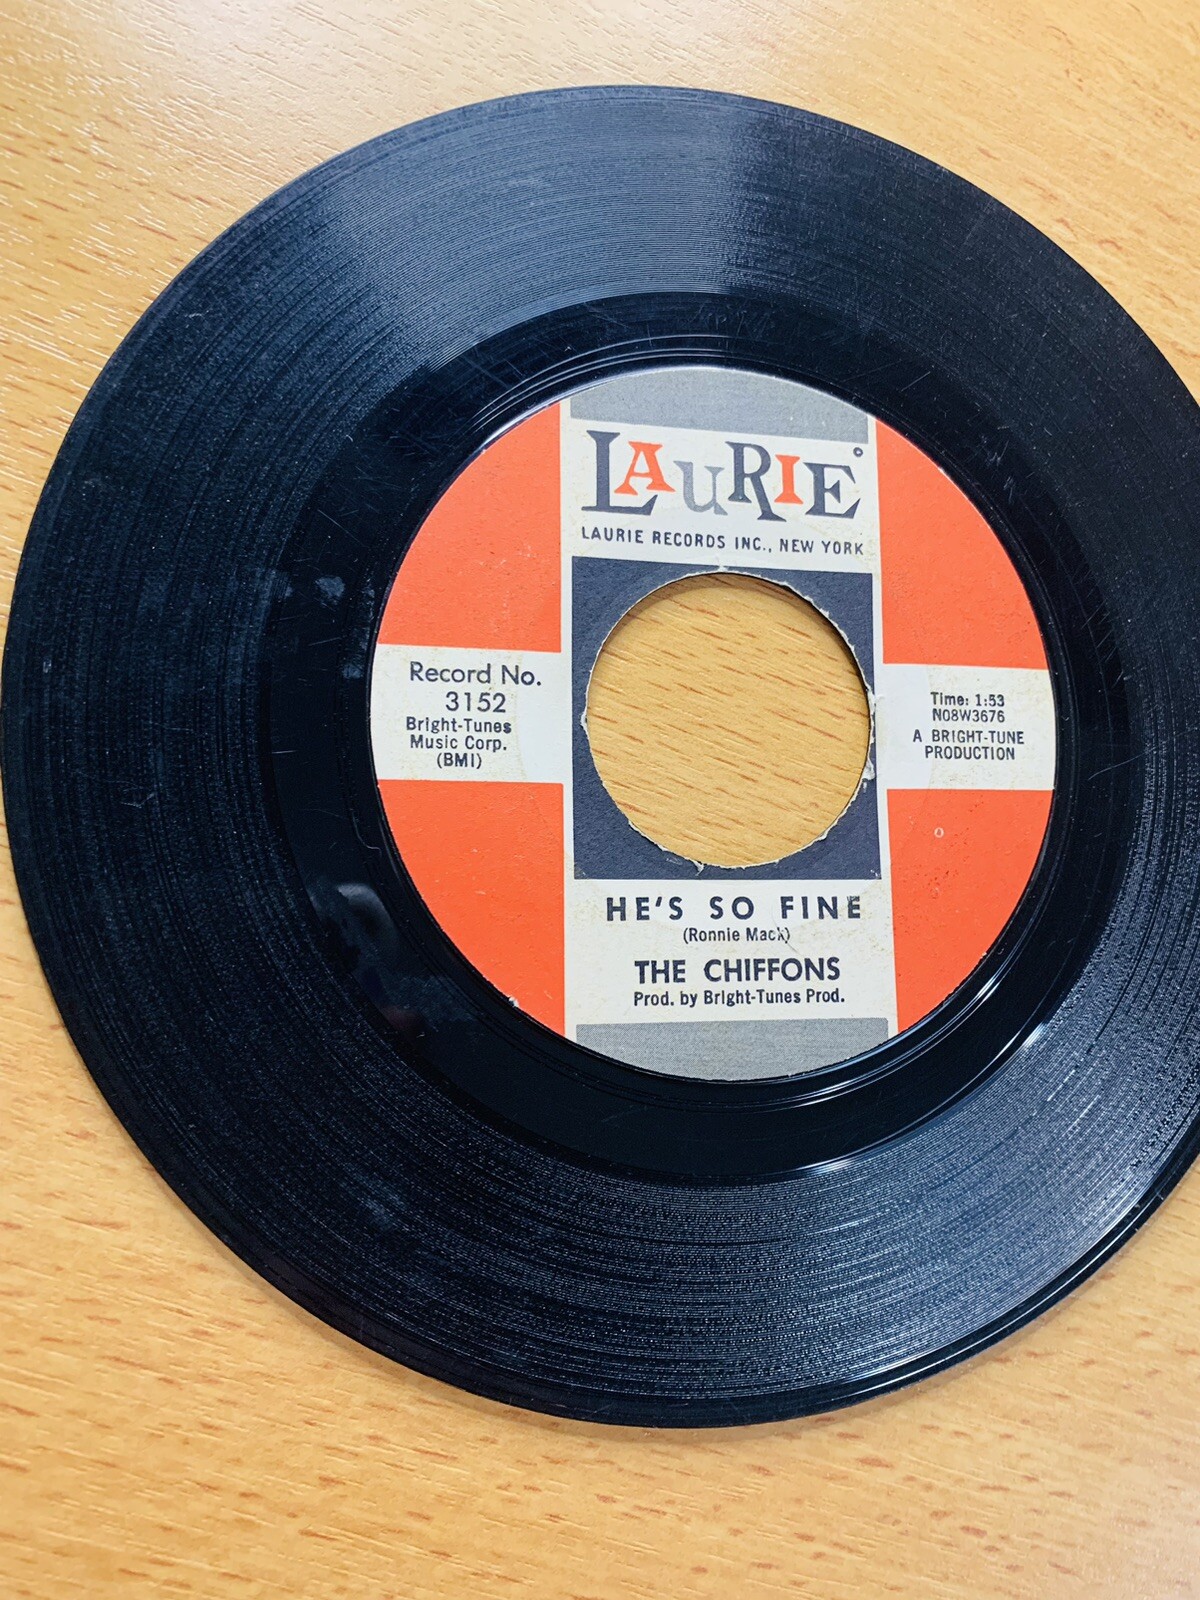 LAURIE
LAURIE RECORDS INC., NEW YORK
Record No.
3152
Bright-Tunes
Music Corp.
(BMI)
Time: 1:53
N08W3676
A BRIGHT-TUNE
PRODUCTION
HE'S SO FINE
(Ronnie Mack)
THE CHIFFONS
Prod. by Bright-Tunes Prod.